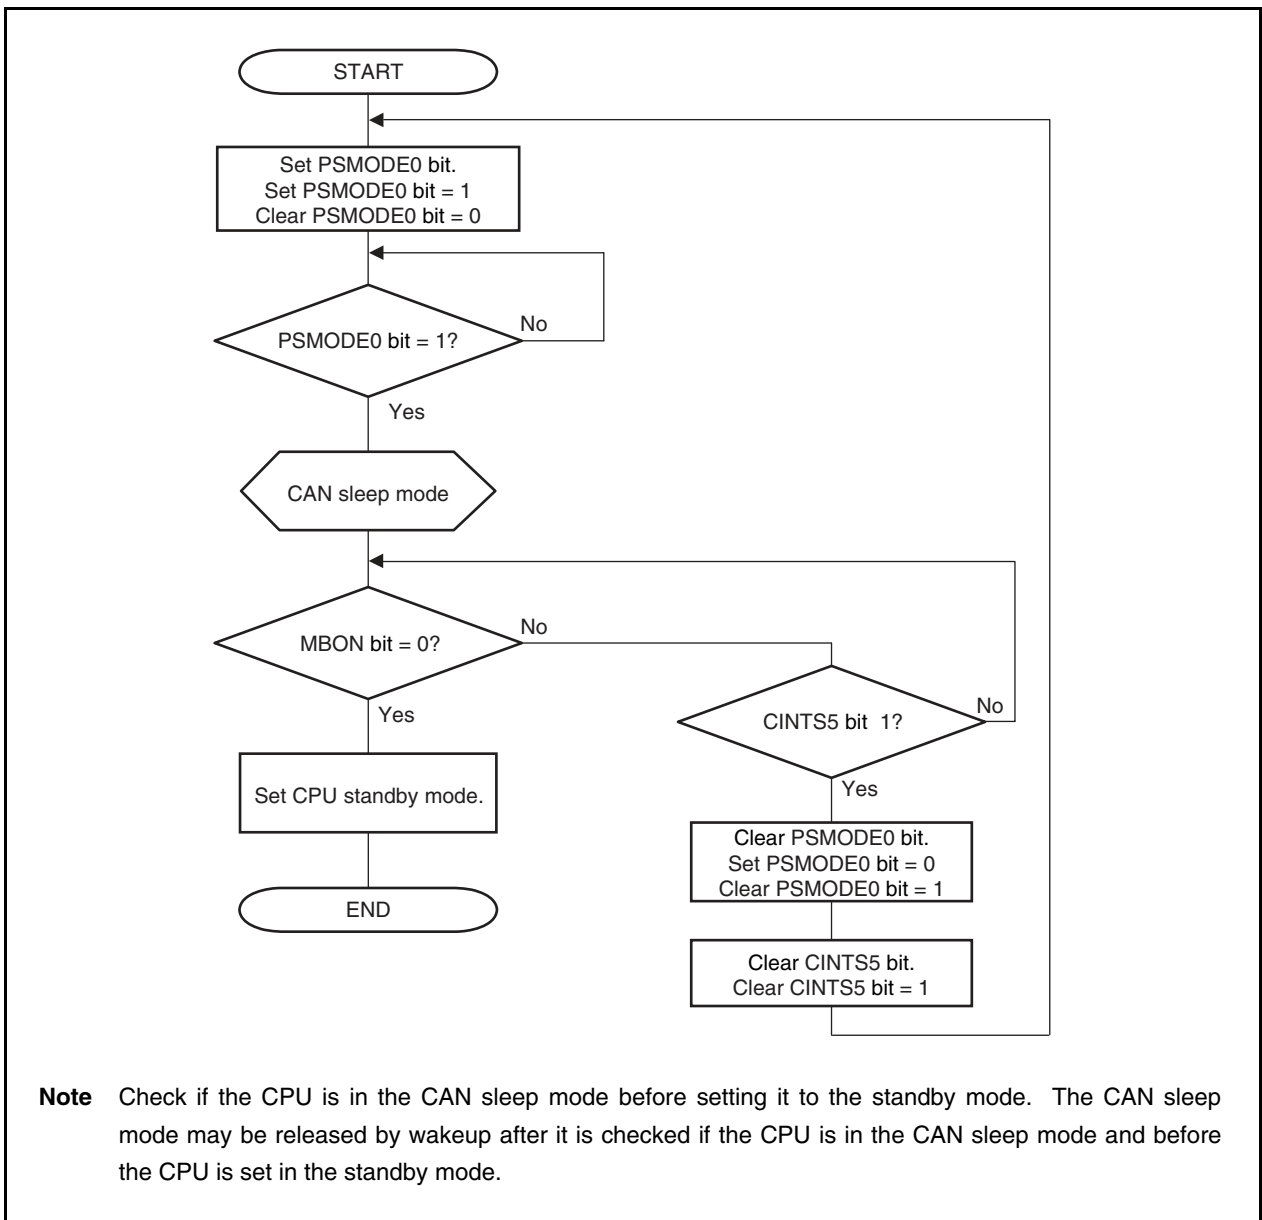 START
Set PSMODE0 bit.
Set PSMODE0 bit = 1
Clear PSMODE0 bit = 0
PSMODE0 bit = 1?
No
Yes
CAN sleep mode
MBON bit = 0?
No
Yes
CINTS5 bit 1?
No
Yes
Set CPU standby mode.
Clear PSMODE0 bit.
Set PSMODE0 bit = 0
Clear PSMODE0 bit = 1
END
Clear CINTS5 bit.
Clear CINTS5 bit = 1
Note Check if the CPU is in the CAN sleep mode before setting it to the standby mode. The CAN sleep
mode may be released by wakeup after it is checked if the CPU is in the CAN sleep mode and before
the CPU is set in the standby mode.